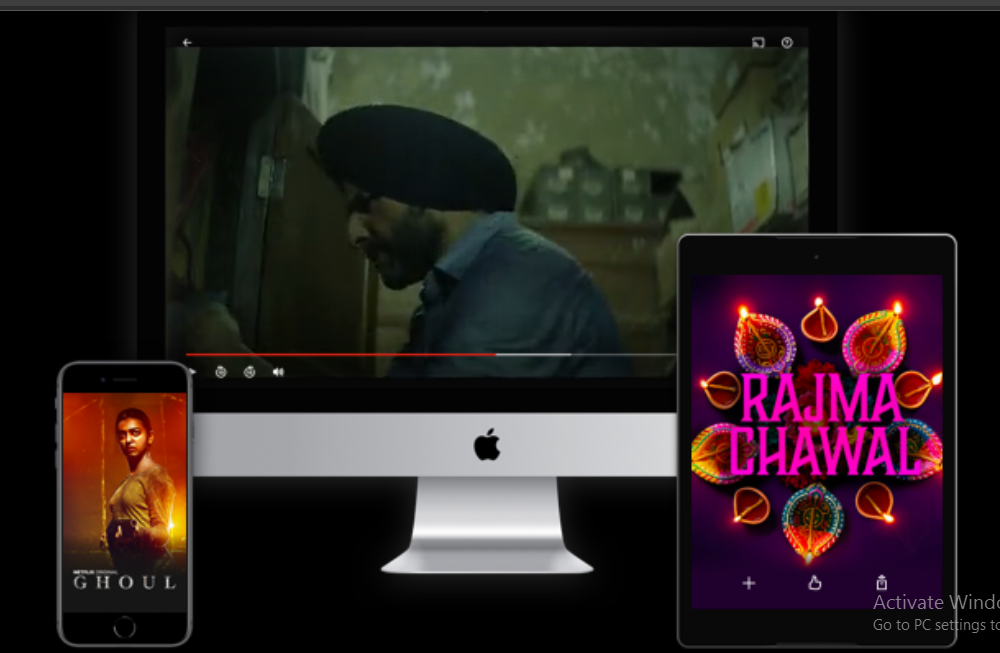 NETFLIX ORIGINAL
GHOUL
RAJMA
CHAWAL
Activate Windo
Go to PC settings to